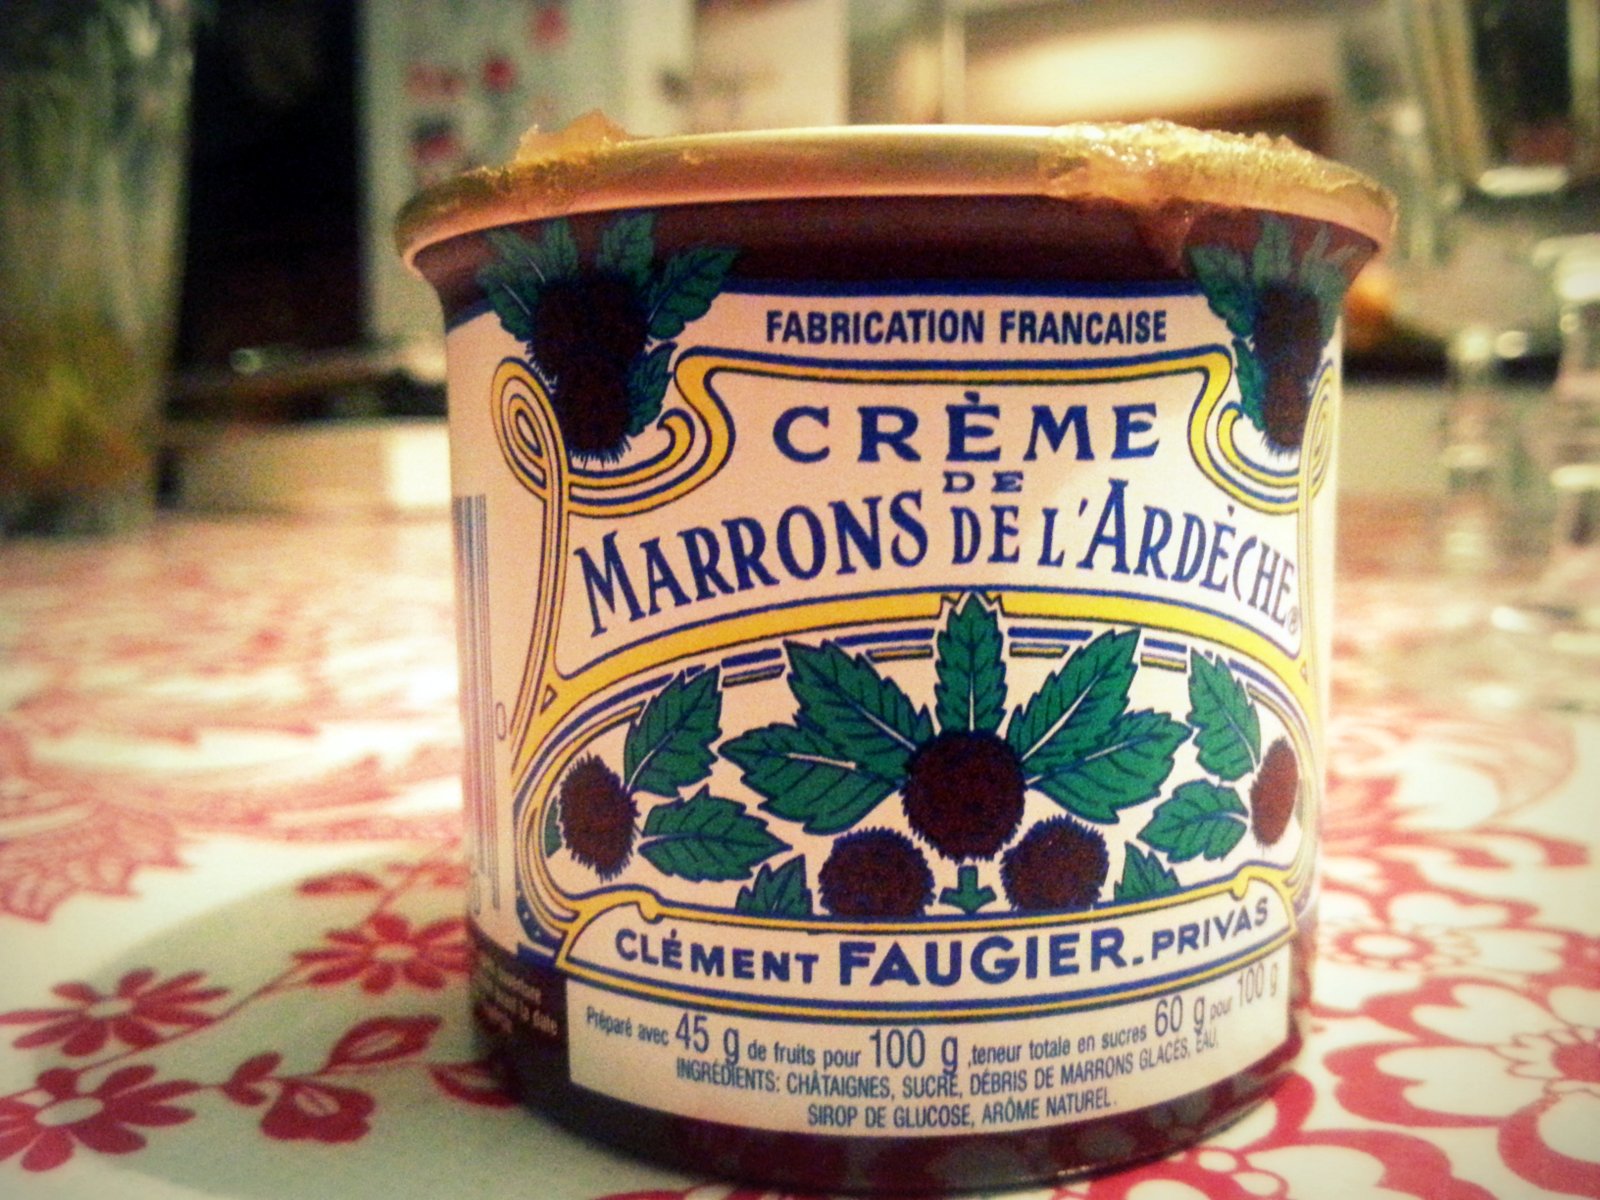 FABRICATION FRANCAISE
CRÈME
DE
MARRONS DE L'ARDÈCHE®
CLÉMENT FAUGIER-PRIVAS
Préparé avec 45 g de fruits pour 100 g ,teneur totale en sucres 60 g pour 100 g
INGRÉDIENTS: CHÂTAIGNES, SUCRE, DÉBRIS DE MARRONS GLACÉS, EAU,
SIROP DE GLUCOSE, ARÔME NATUREL.